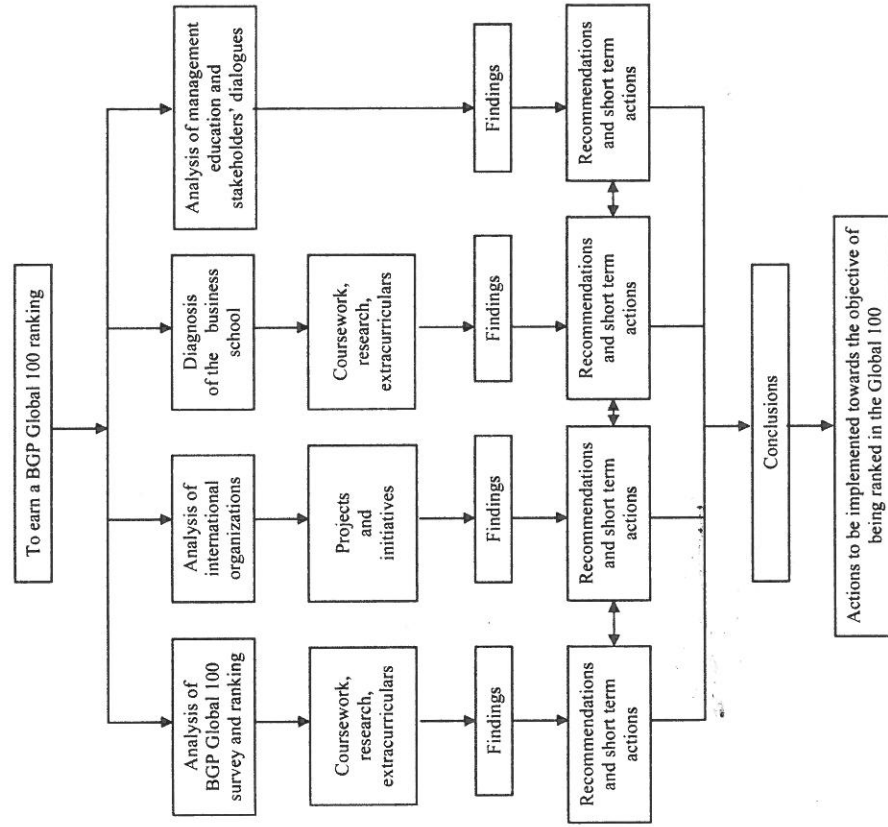 To earn a BGP Global 100 ranking
Analysis of
BGP Global 100
survey and ranking
Analysis of
international
organizations
Diagnosis
of the business
school
Analysis of management
education and
stakeholders' dialogues
Coursework,
research,
extracurriculars
Projects
and
initiatives
Coursework,
research,
extracurriculars
Findings
Findings
Findings
Findings
Recommendations
and short term
actions
Recommendations
and short term
actions
Recommendations
and short term
actions
Recommendations
and short term
actions
Conclusions
Actions to be implemented towards the objective of
being ranked in the Global 100